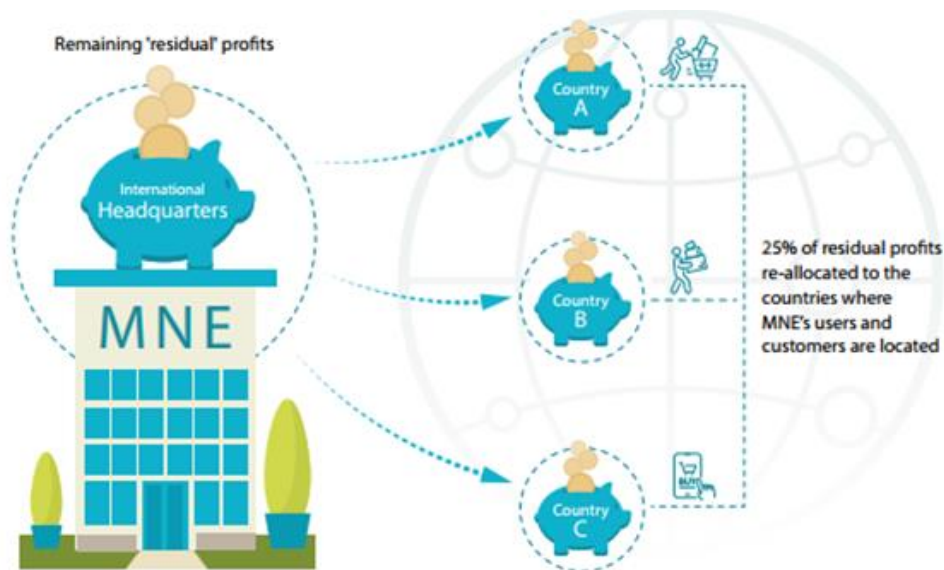 Remaining 'residual' profits
International
Headquarters
MNE
Country
A
Country
B
Country
C
BUY!
25% of residual profits
re-allocated to the
countries where
MNE's users and
customers are located